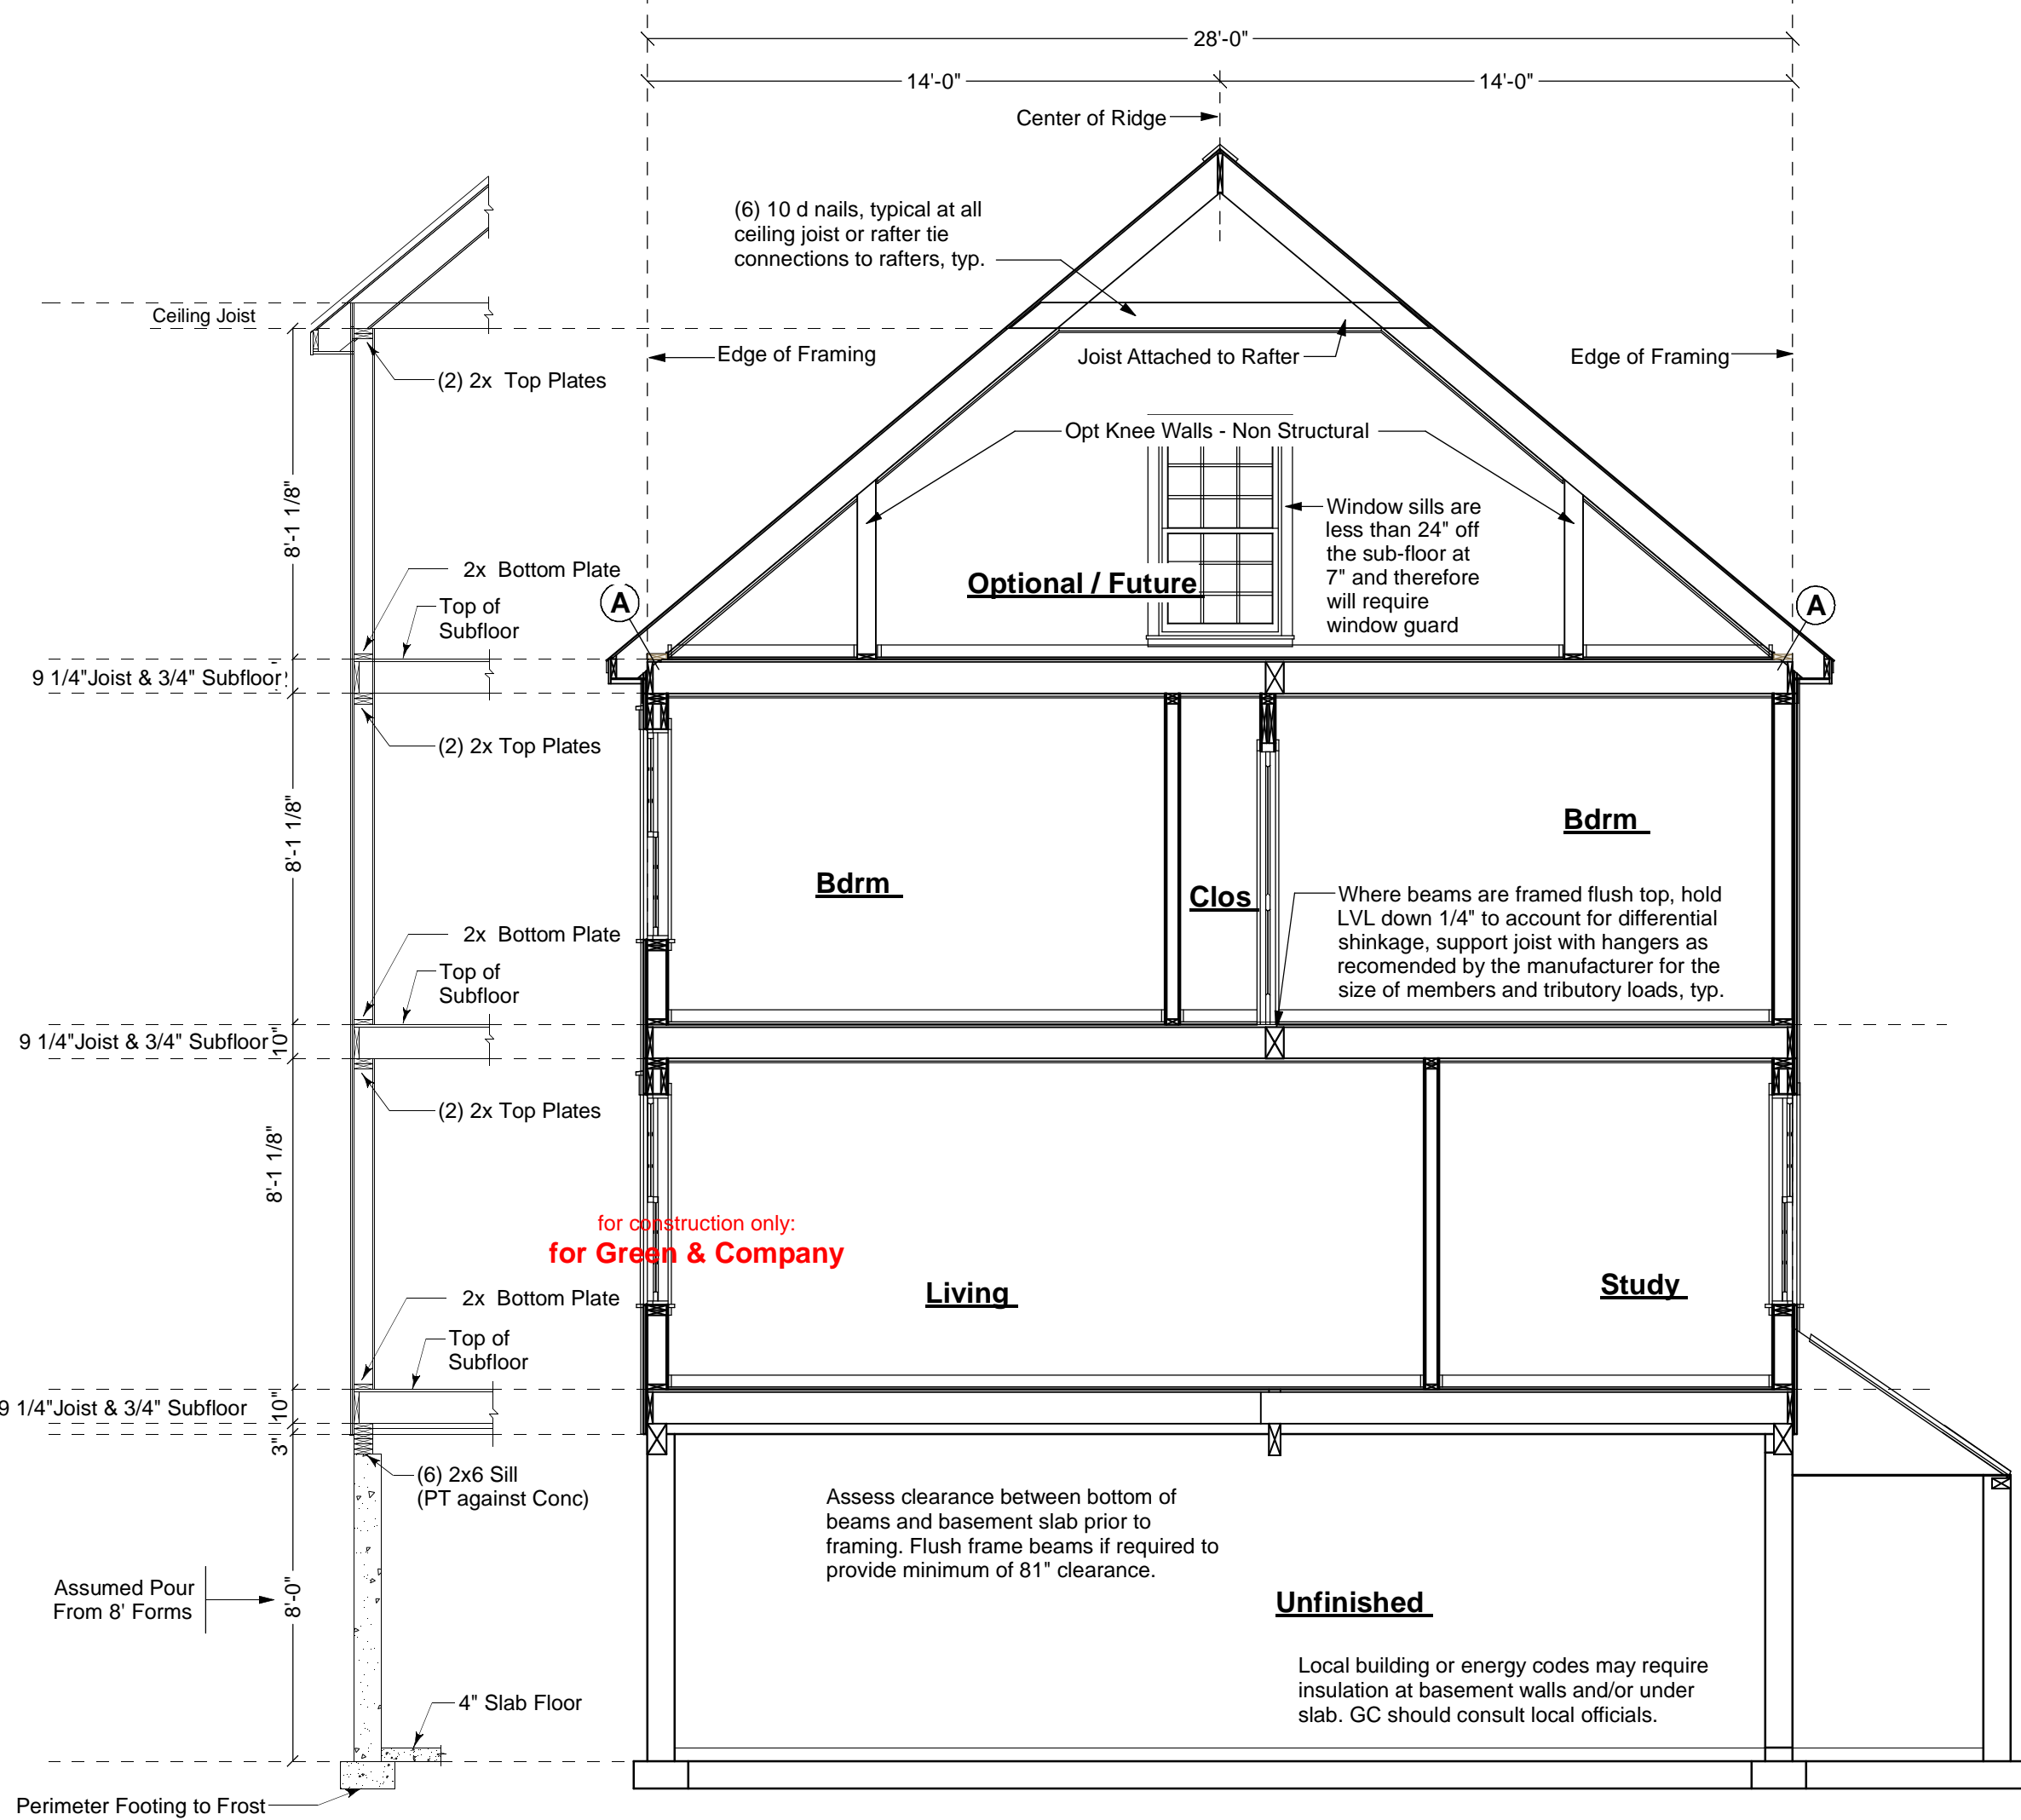 28'-0"
14'-0"
14'-0"
Center of Ridge
(6) 10 d nails, typical at all
ceiling joist or rafter tie
connections to rafters, typ.
Ceiling Joist
Edge of Framing
Joist Attached to Rafter
Edge of Framing
(2) 2x Top Plates
Opt Knee Walls - Non Structural
8'-1 1/8"
Window sills are
less than 24" off
the sub-floor at
7" and therefore
will require
window guard
2x Bottom Plate
Optional / Future
A
A
Top of
Subfloor
9 1/4"Joist & 3/4" Subfloor
(2) 2x Top Plates
8'-1 1/8"
Bdrm
Bdrm
Clos
Where beams are framed flush top, hold
LVL down 1/4" to account for differential
shinkage, support joist with hangers as
recomended by the manufacturer for the
size of members and tributory loads, typ.
2x Bottom Plate
Top of
Subfloor
9 1/4"Joist & 3/4" Subfloor
10"
(2) 2x Top Plates
8'-1 1/8"
for construction only:
for Green & Company
Living
Study
2x Bottom Plate
Top of
Subfloor
9 1/4"Joist & 3/4" Subfloor
10"
3"
(6) 2x6 Sill
(PT against Conc)
Assess clearance between bottom of
beams and basement slab prior to
framing. Flush frame beams if required to
provide minimum of 81" clearance.
Assumed Pour
From 8' Forms
8'-0"
Unfinished
Local building or energy codes may require
insulation at basement walls and/or under
slab. GC should consult local officials.
4" Slab Floor
Perimeter Footing to Frost